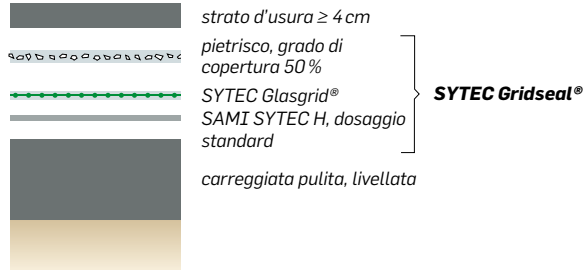 strato d'usura ≥ 4 cm
pietrisco, grado di
copertura 50 %
SYTEC Glasgrid®
SAMI SYTEC H, dosaggio
standard
SYTEC Gridseal®
carreggiata pulita, livellata